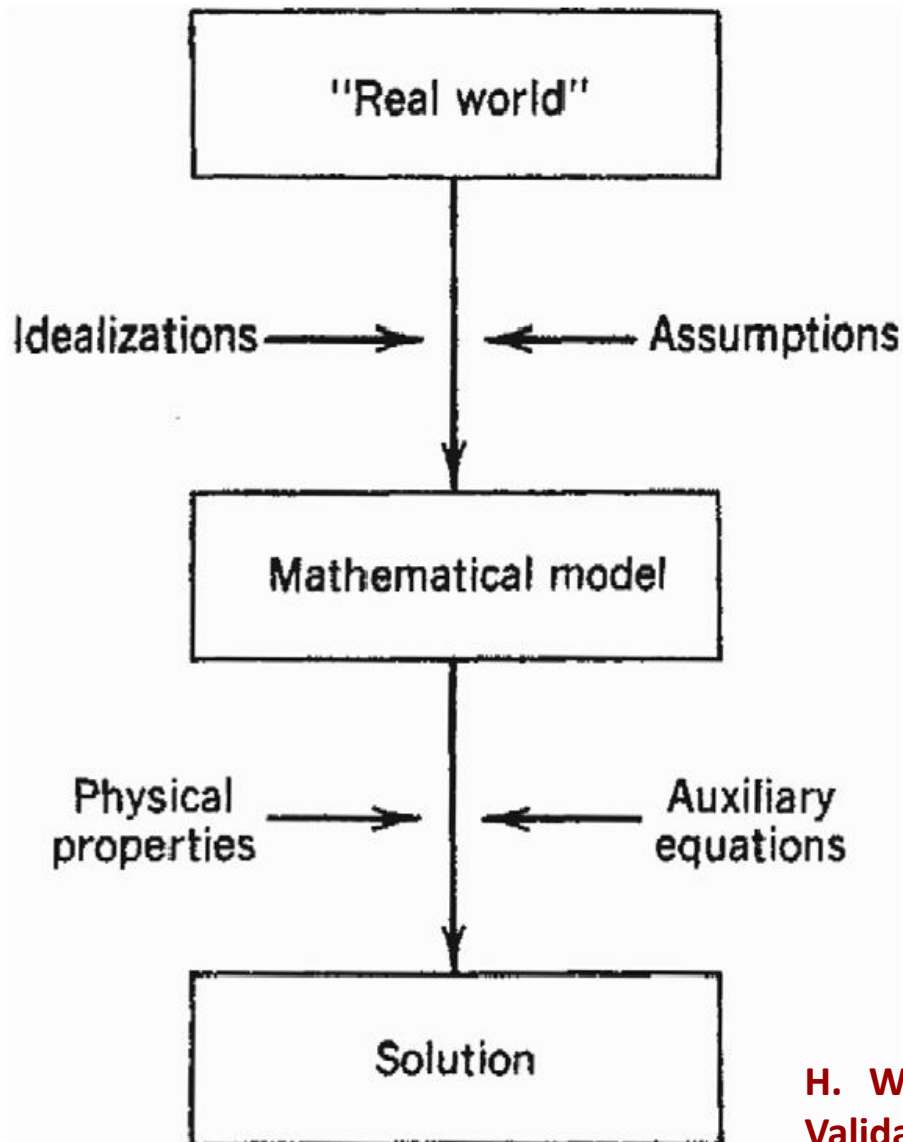 "Real world"
Idealizations
Assumptions
Mathematical model
Physical
properties
Auxiliary
equations
Solution
H. W
Valida